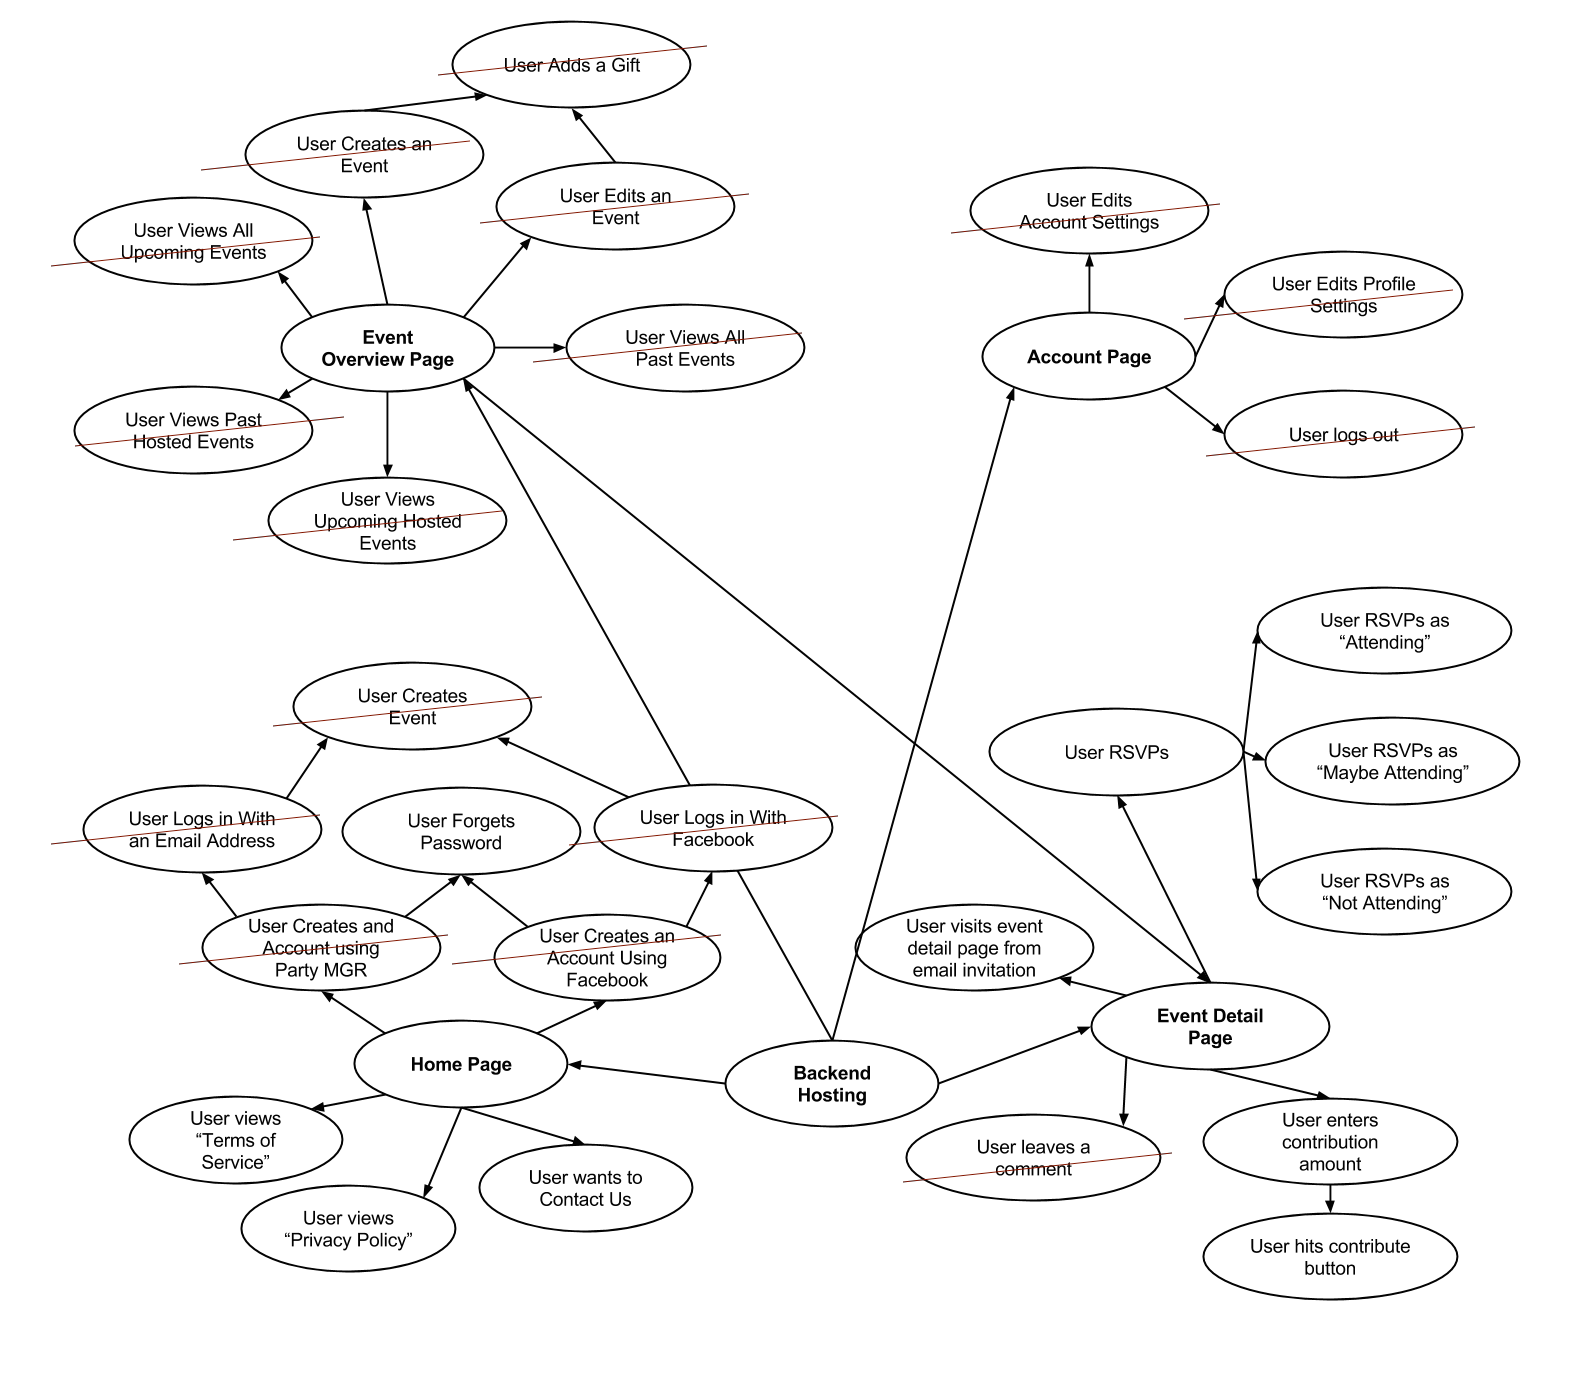 User Adds a Gift
User Creates an
Event
User Edits an
Event
User Views All
Upcoming Events
Event
Overview Page
User Views All
Past Events
User Views Past
Hosted Events
User Views
Upcoming Hosted
Events
User Edits
Account Settings
User Edits Profile
Settings
Account Page
User logs out
User RSVPs as
“Attending”
User RSVPs
User RSVPs as
“Maybe Attending”
User RSVPs as
“Not Attending”
User Creates
Event
User Logs in With
an Email Address
User Forgets
Password
User Logs in With
Facebook
User Creates and
Account using
Party MGR
User Creates an
Account Using
Facebook
User visits event
detail page from
email invitation
Event Detail
Page
Home Page
Backend
Hosting
User views
“Terms of
Service”
User views
“Privacy Policy”
User wants to
Contact Us
User leaves a
comment
User enters
contribution
amount
User hits contribute
button